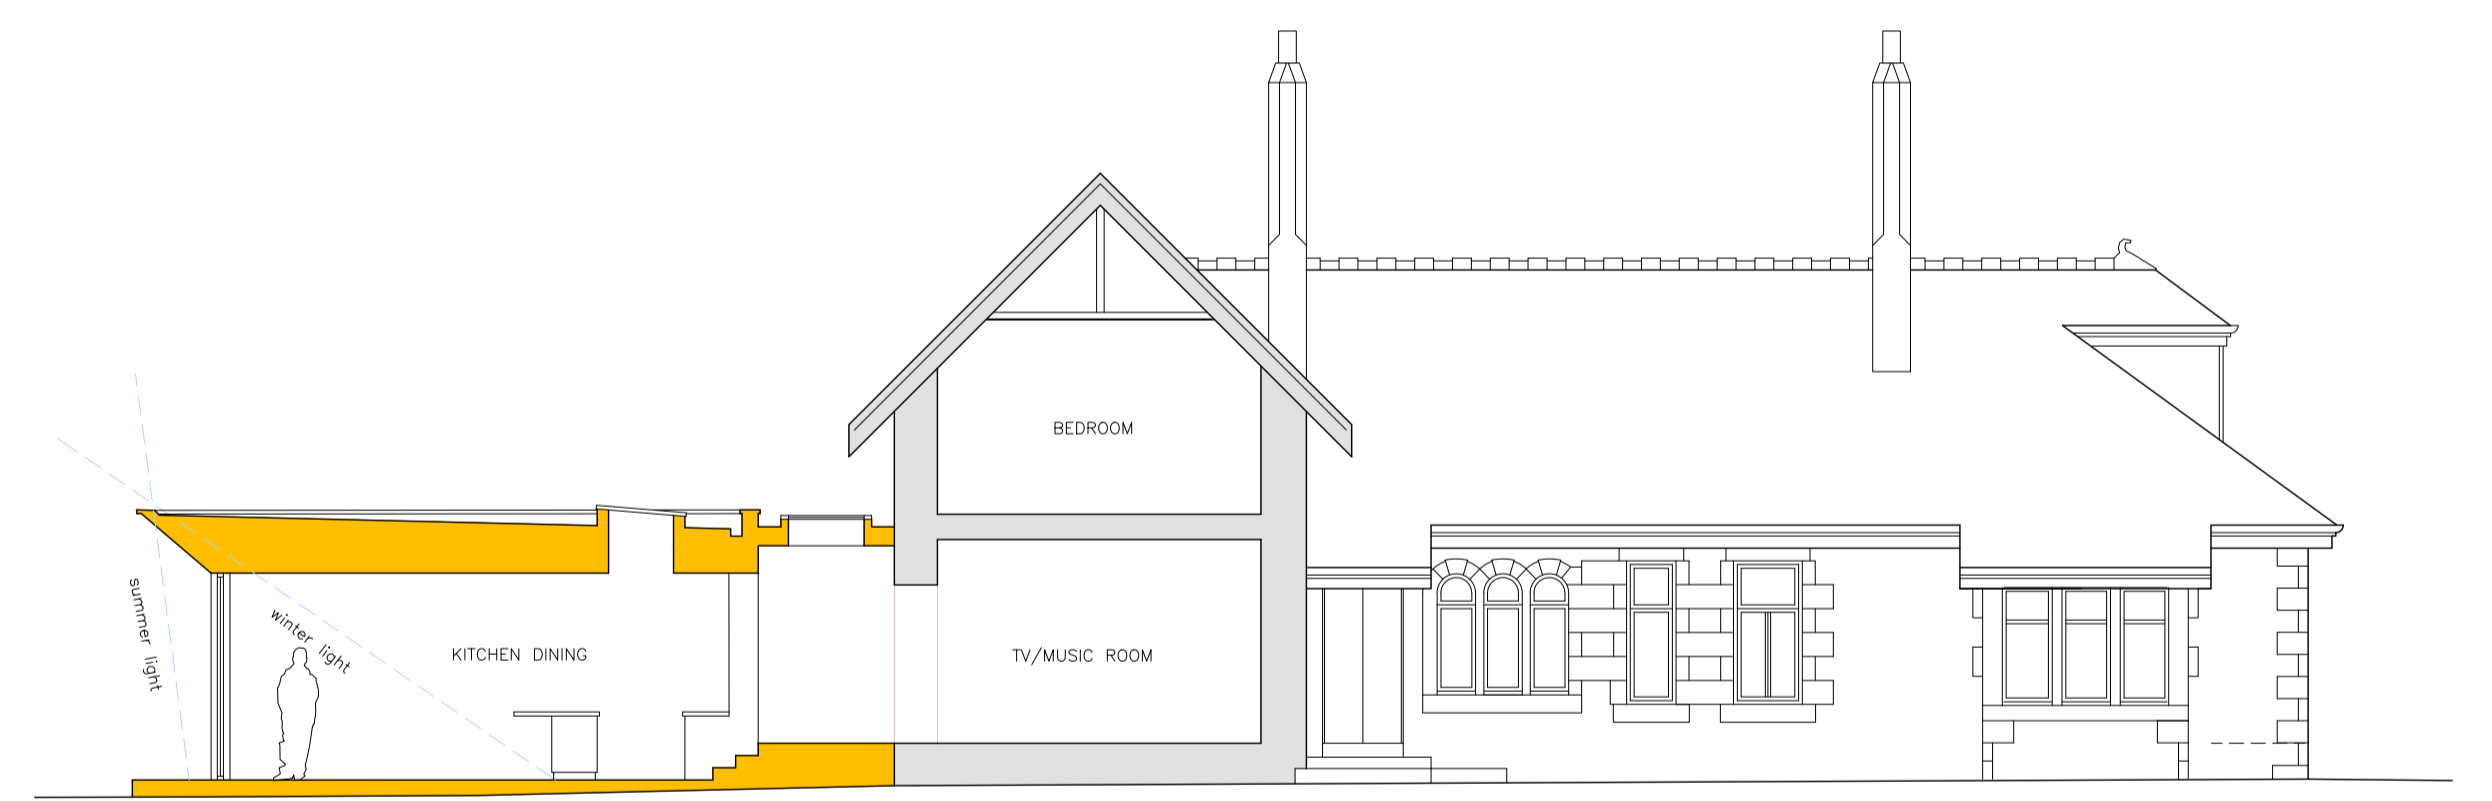 BEDROOM
summer light
winter light
KITCHEN DINING
TV/MUSIC ROOM